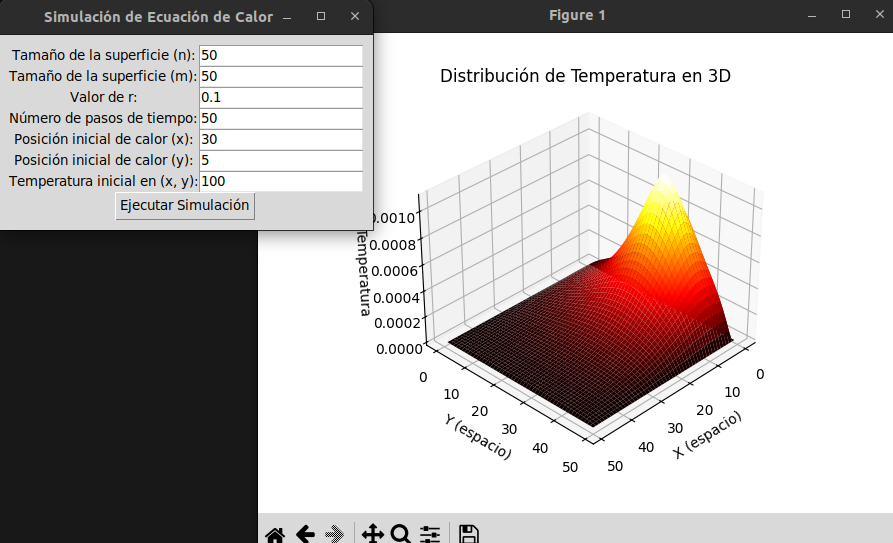 Simulación de Ecuación de Calor
Tamaño de la superficie (n): 50
Tamaño de la superficie (m): 50
Valor de r: 0.1
Número de pasos de tiempo: 50
Posición inicial de calor (x): 30
Posición inicial de calor (y): 5
Temperatura inicial en (x, y): 100
Ejecutar Simulación
Figure 1
Distribución de Temperatura en 3D
0.0010
0.0008
0.0006
0.0004
0.0002
0.0000
Temperatura
0
10
20
30
40
50
Y (espacio)
0
10
20
30
40
50
X (espacio)